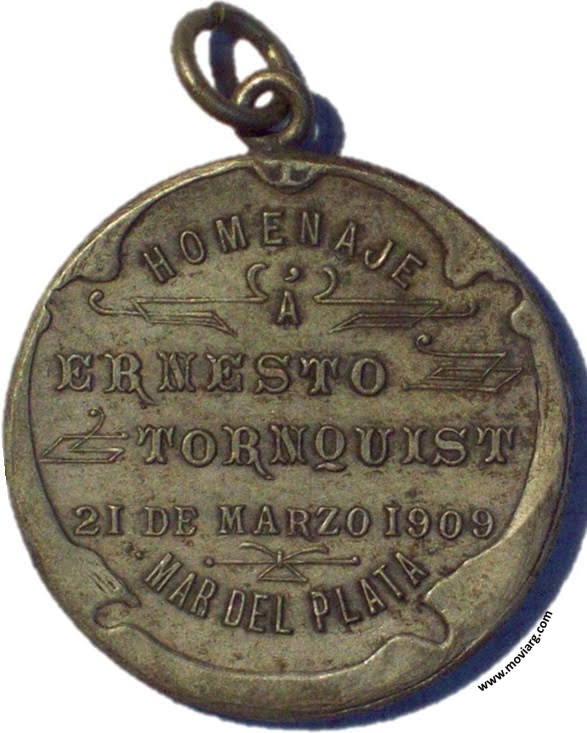 HOMENAJE
Á
ERNESTO
TORNQUIST
21 DE MARZO 1909
MAR DEL PLATA
www.moviarg.com